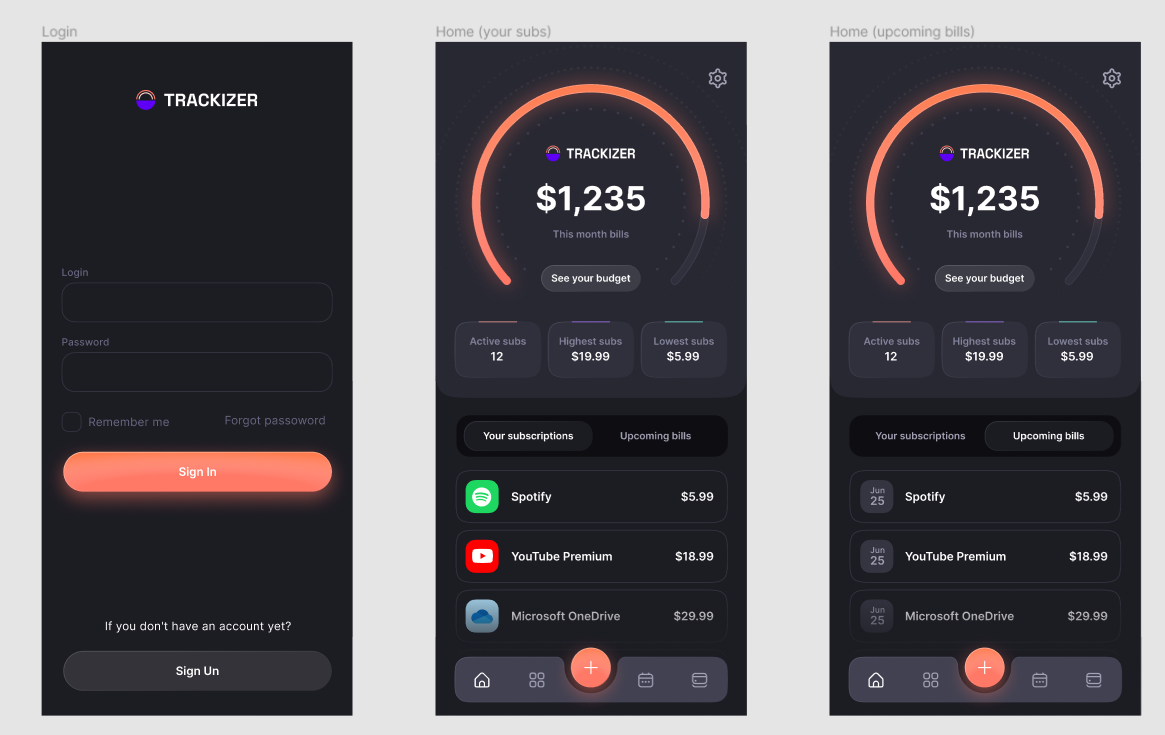 Login
TRACKIZER
Login
Password
Remember me
Forgot passoword
Sign In
If you don't have an account yet?
Sign Un
Home (your subs)
TRACKIZER
$1,235
This month bills
See your budget
Active subs
12
Highest subs
$19.99
Lowest subs
$5.99
Your subscriptions
Upcoming bills
Spotify
$5.99
YouTube Premium
$18.99
Microsoft OneDrive
$29.99
Home (upcoming bills)
TRACKIZER
$1,235
This month bills
See your budget
Active subs
12
Highest subs
$19.99
Lowest subs
$5.99
Your subscriptions
Upcoming bills
Jun
25
Spotify
$5.99
Jun
25
YouTube Premium
$18.99
Jun
25
Microsoft OneDrive
$29.99